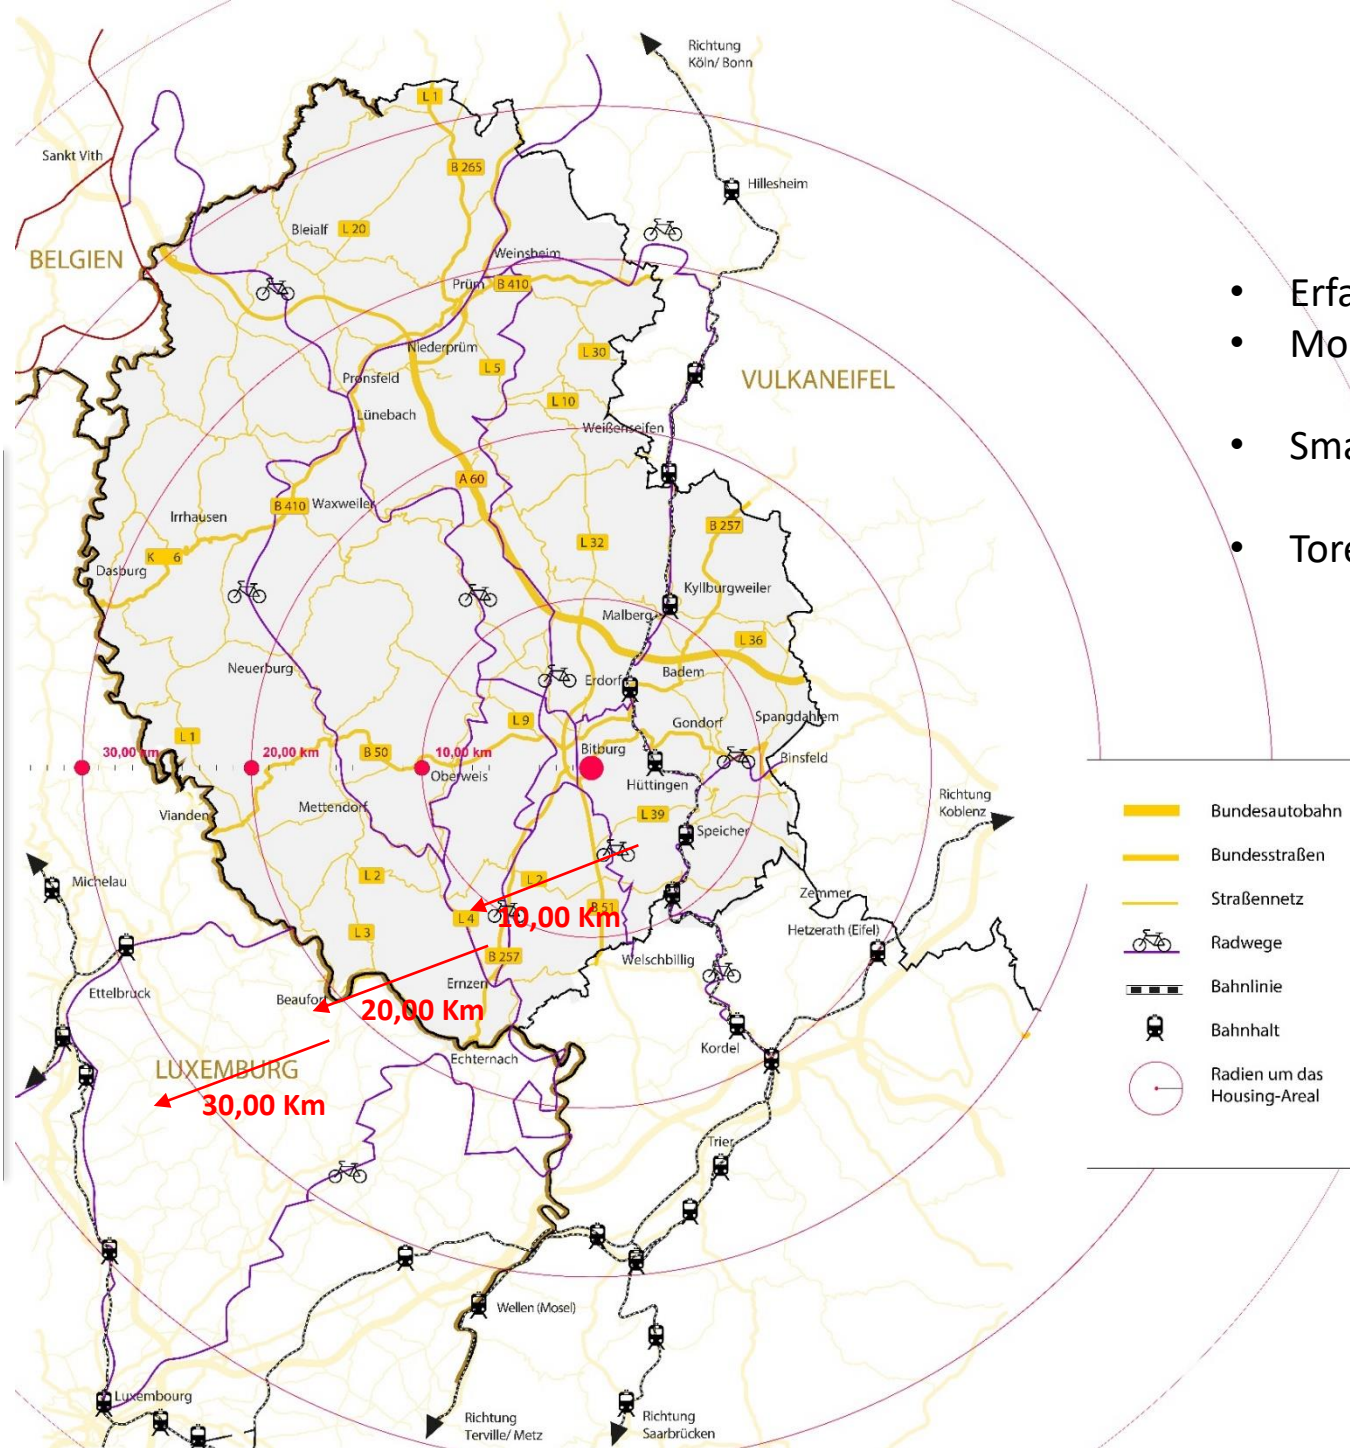 Richtung
Köln/ Bonn
L 1
Sankt Vith
B 265
Hillesheim
Bleialf
L 20
BELGIEN
Weinsheim
Prüm
B 410
Niederprüm
L 30
L 5
Pronsfeld
VULKANEIFEL
L 10
Lünebach
Weißenseifen
A 60
B 410
Waxweiler
Irrhausen
B 257
L 32
K 6
Dasburg
Kyllburgweiler
Malberg
L 36
Neuerburg
Badem
Erdorf
Spangdahlem
L 9
Gondorf
L 1
30,00 km
20,00 km
B 50
10,00 km
Bitburg
Binsfeld
Oberweis
Hüttingen
Mettendorf
Vianden
L 39
Speicher
Richtung
Koblenz
L 2
L 2
Michelau
Zemmer
B 51
10,00 Km
L 4
Hetzerath (Eifel)
L 3
B 257
Welschbillig
Ernzen
Ettelbruck
Beaufort
20,00 Km
Kordel
Echternach
LUXEMBURG
30,00 Km
Trier
Wellen (Mosel)
Luxembourg
Richtung
Terville/ Metz
Richtung
Saarbrücken
• Erfa
• Mo
• Sma
• Tore
Bundesautobahn
Bundesstraßen
Straßennetz
Radwege
Bahnlinie
Bahnhalt
Radien um das
Housing-Areal